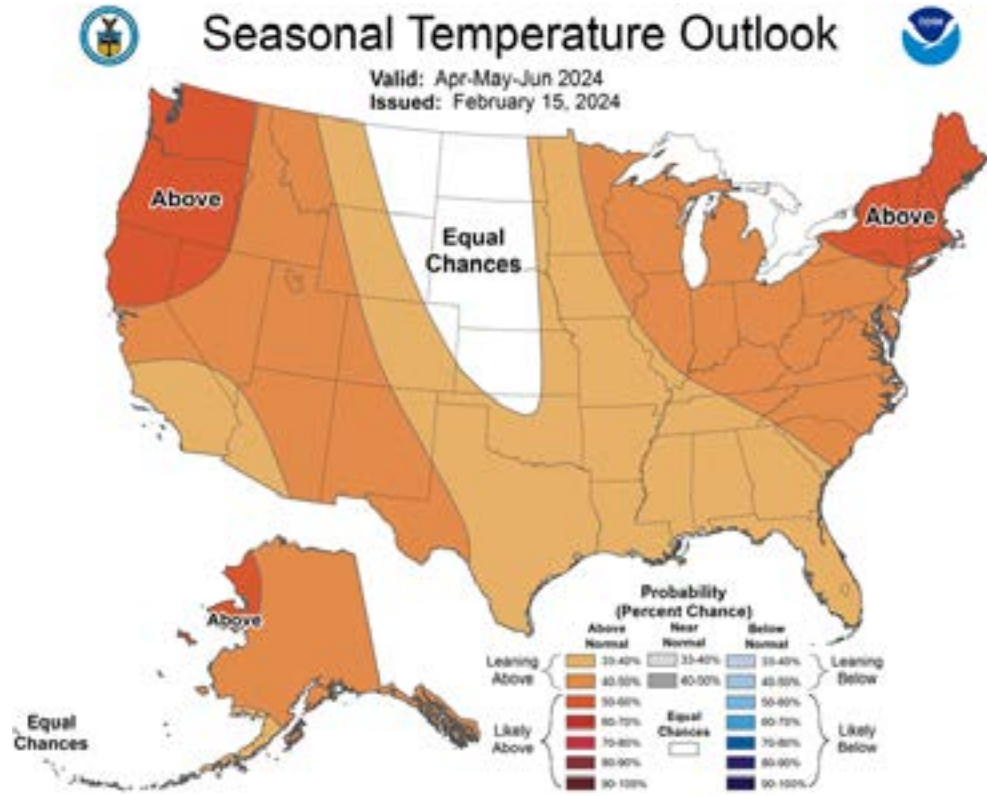 Seasonal Temperature Outlook
Valid: Apr-May-Jun 2024
Issued: February 15, 2024
Above
Equal
Chances
Above
Above
Equal
Chances
Probability
(Percent Chance)
Above
Normal
Near
Normal
Below
Normal
Leaning
Above
33-40%
40-50%
33-40%
40-50%
33-40%
40-50%
Leaning
Below
Likely
Above
50-60%
60-70%
70-80%
80-90%
90-100%
Equal
Chances
50-60%
60-70%
70-80%
80-90%
90-100%
Likely
Below